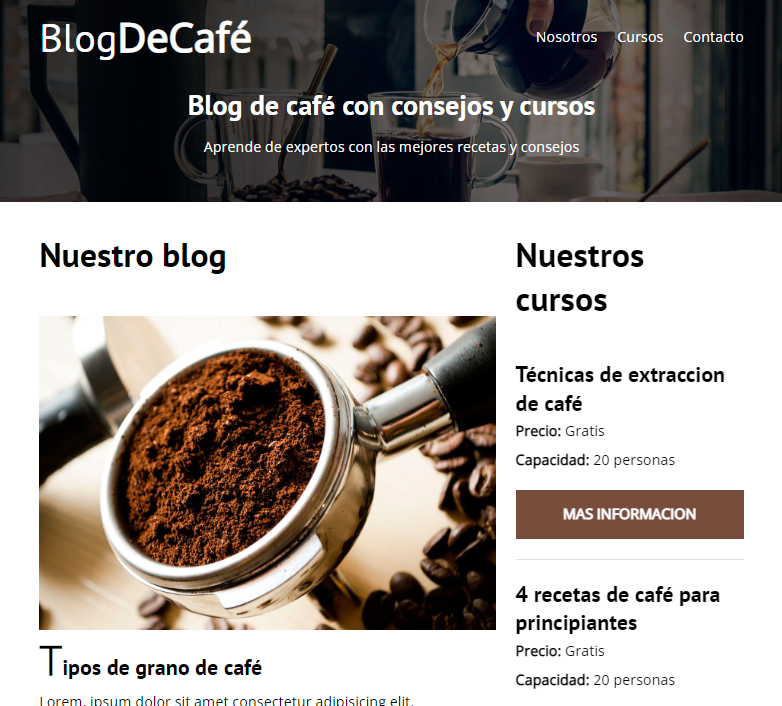 BlogDeCafé
Nosotros Cursos Contacto
Blog de café con consejos y cursos
Aprende de expertos con las mejores recetas y consejos
Nuestro blog
Tipos de grano de café
Lorem, ipsum dolor sit amet consectetur adipisicing elit.
Nuestros
cursos
Técnicas de extraccion
de café
Precio: Gratis
Capacidad: 20 personas
MAS INFORMACION
4 recetas de café para
principiantes
Precio: Gratis
Capacidad: 20 personas